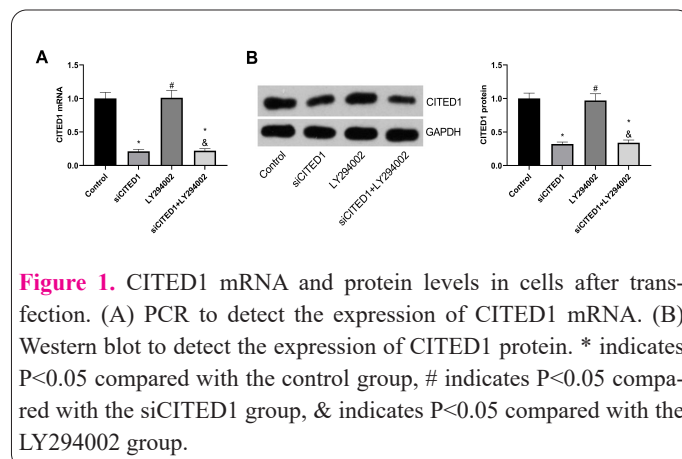 A
B
CITED1 mRNA
1.5
1.0
0.5
0.0
*
#
*
&
Control
siCITED1
LY294002
siCITED1+LY294002
CITED1
GAPDH
Control
siCITED1
LY294002
siCITED1+LY294002
CITED1 protein
1.5
1.0
0.5
0.0
*
#
*
&
Control
siCITED1
LY294002
siCITED1+LY294002
Figure 1. CITED1 mRNA and protein levels in cells after trans-
fection. (A) PCR to detect the expression of CITED1 mRNA. (B)
Western blot to detect the expression of CITED1 protein. * indicates
P<0.05 compared with the control group, # indicates P<0.05 compa-
red with the siCITED1 group, & indicates P<0.05 compared with the
LY294002 group.